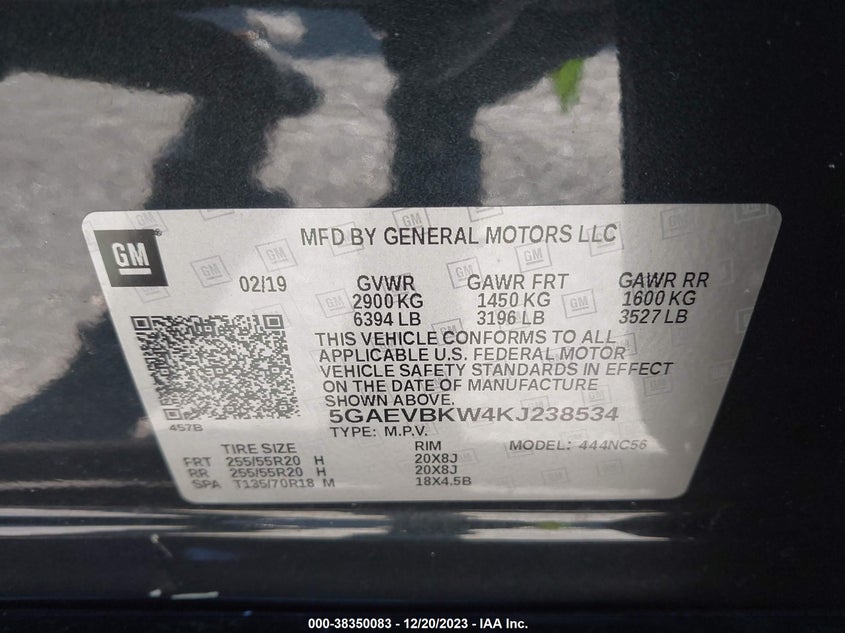 GM
MFD BY GENERAL MOTORS LLC
02/19 GVWR GAWR FRT GAWR RR
2900 KG 1450 KG 1600 KG
6394 LB 3196 LB 3527 LB
THIS VEHICLE CONFORMS TO ALL
APPLICABLE U.S. FEDERAL MOTOR
VEHICLE SAFETY STANDARDS IN EFFECT
ON THE DATE OF MANUFACTURE
SHOWN ABOVE.
457B
5GAEVBKW4KJ238534
TYPE: M.P.V. MODEL: 444NC56
TIRE SIZE RIM
FRT 255/55R20 H 20X8J
RR 255/55R20 H 20X8J
SPA T135/70R18 M 18X4.5B
000-38350083 - 12/20/2023 - IAA Inc.